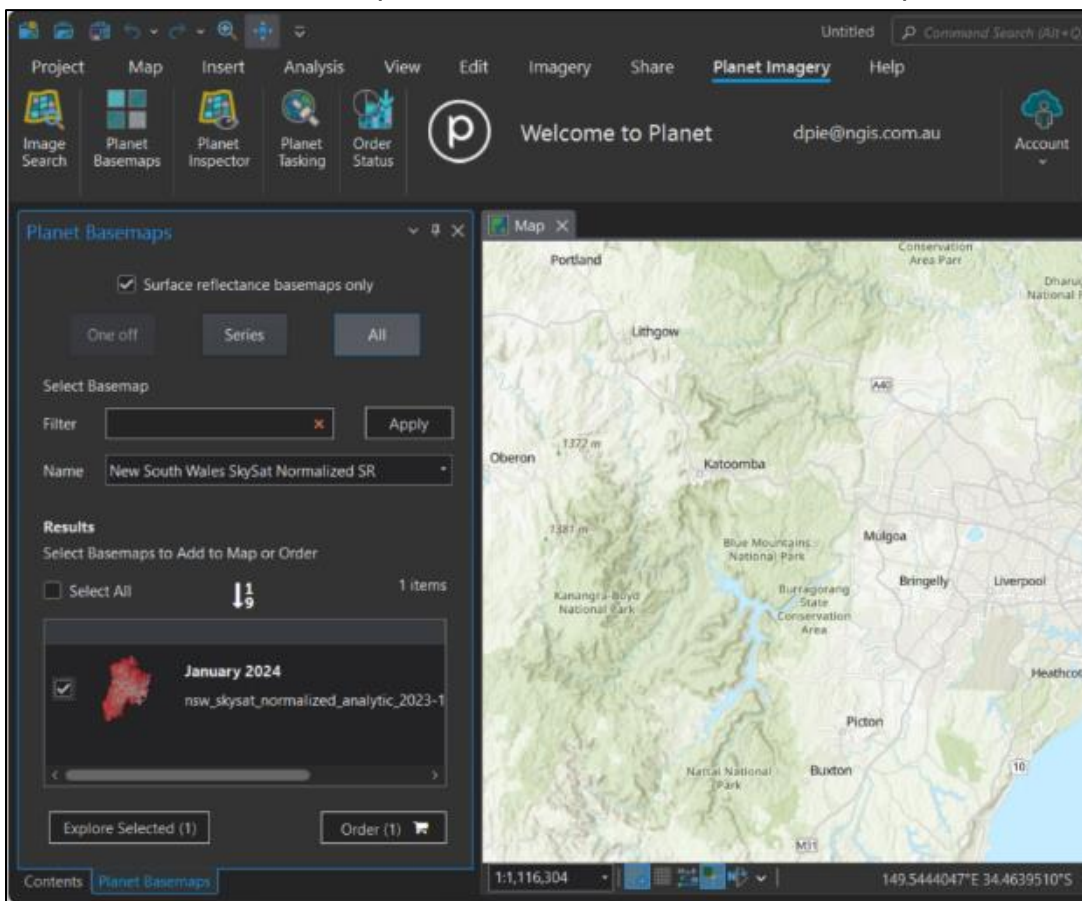 Untitled
Command Search (Alt+Q
Project Map Insert Analysis View Edit Imagery Share Planet Imagery Help
Image Search
Planet Basemaps
Planet Inspector
Planet Tasking
Order Status
p
Welcome to Planet
dpie@ngis.com.au
Account
Planet Basemaps
Surface reflectance basemaps only
One off Series All
Select Basemap
Filter Apply
Name New South Wales SkySat Normalized SR
Results
Select Basemaps to Add to Map or Order
Select All 1 9 1 items
January 2024
nsw_skysat_normalized_analytic_2023-1
Explore Selected (1) Order (1)
Contents Planet Basemaps
Map
Conservation
Area Parr
Portland
Dharug
National
Lithgow
A40
1372 m
Oberon
Katoomba
1381 m
Mulgoa
Blue Mountains
National Park
Bringelly
Liverpool
Kanangra-Boyd
National Park
Burragorang
State
Conservation
Area
Heathcot
Picton
Nattai National
Park
Buxton
10
M31
1:1,116,304
149.5444047°E 34.4639510°S